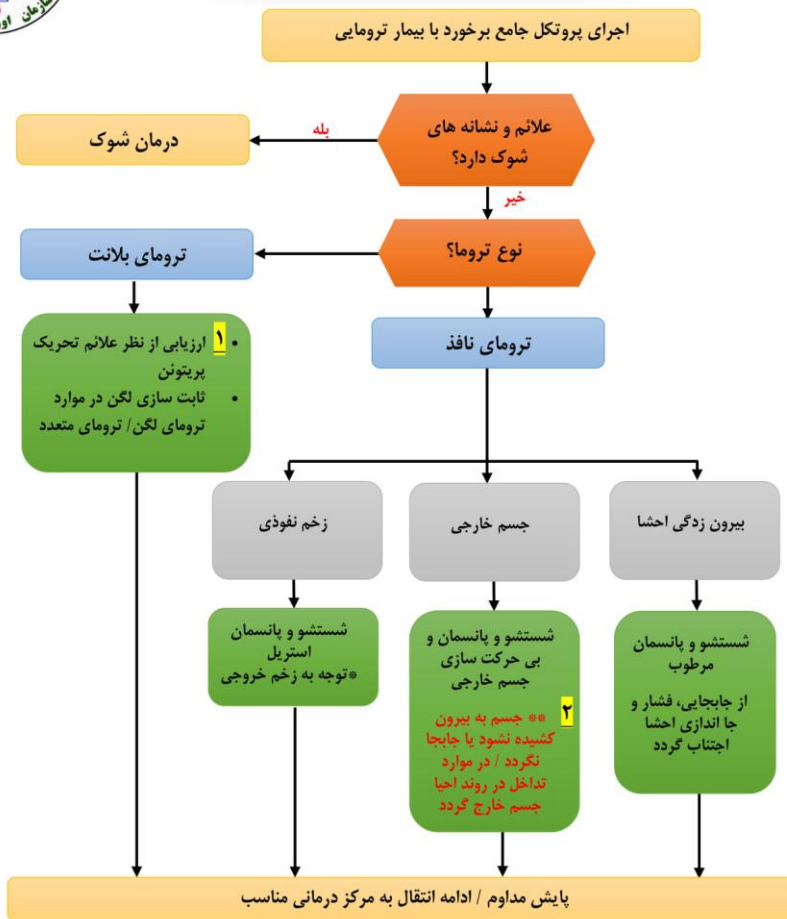 سازمان اور
اجرای پروتکل جامع برخورد با بیمار ترومایی
علائم و نشانه های
شوک دارد؟
بله
درمان شوک
خیر
نوع تروما؟
ترومای بلانت
ترومای نافذ
۱
• ارزیابی از نظر علائم تحریک
پریتوئن
• ثابت سازی لگن در موارد
ترومای لگن/ ترومای متعدد
بیرون زدگی احشا
جسم خارجی
زخم نفوذی
شستشو و پانسمان
مرطوب
از جابجایی، فشار و
جا اندازی احشا
اجتناب گردد
شستشو و پانسمان و
بی حرکت سازی
جسم خارجی
۲
** جسم به بیرون
کشیده نشود یا جابجا
نگردد / در موارد
تداخل در روند احیا
جسم خارج گردد
شستشو و پانسمان
استریل
*توجه به زخم خروجی
پایش مداوم / ادامه انتقال به مرکز درمانی مناسب